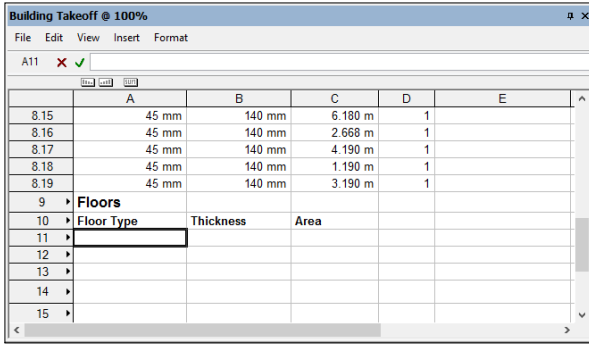 Building Takeoff @ 100%
File Edit View Insert Format
A11
SUM
A B C D E
8.15 45 mm 140 mm 6.180 m 1
8.16 45 mm 140 mm 2.668 m 1
8.17 45 mm 140 mm 4.190 m 1
8.18 45 mm 140 mm 1.190 m 1
8.19 45 mm 140 mm 3.190 m 1
9 Floors
10 Floor Type Thickness Area
11
12
13
14
15